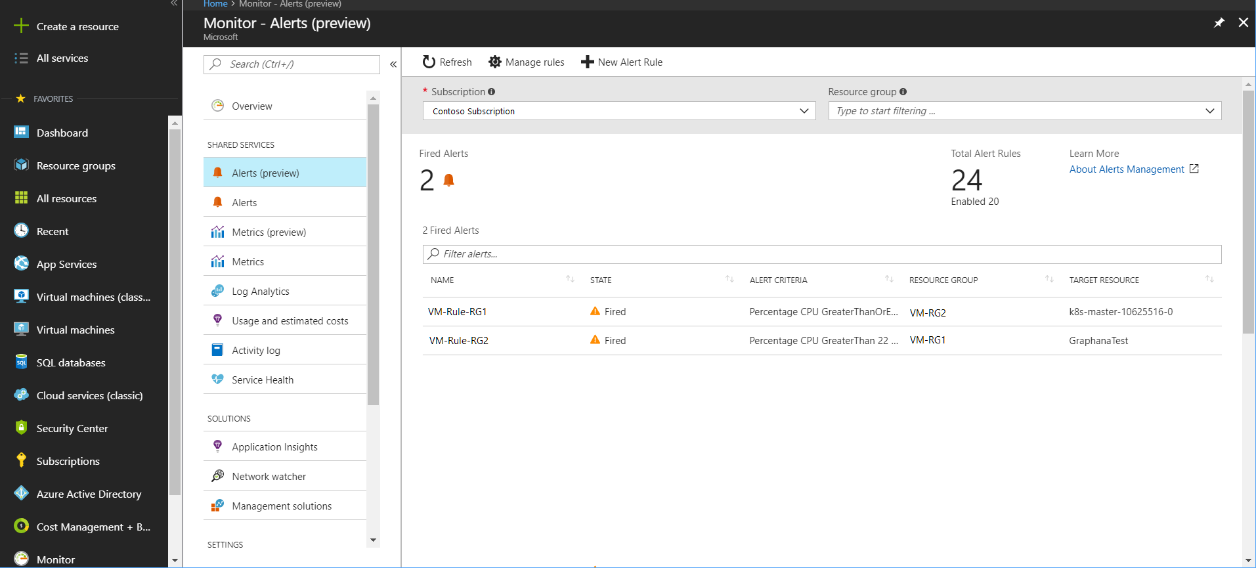 Home > Monitor - Alerts (preview)
Monitor - Alerts (preview)
Microsoft
Create a resource
All services
FAVORITES
Dashboard
Resource groups
All resources
Recent
App Services
Virtual machines (class...
Virtual machines
SQL databases
Cloud services (classic)
Security Center
Subscriptions
Azure Active Directory
Cost Management + B...
Monitor
Search (Ctrl+/)
Overview
SHARED SERVICES
Alerts (preview)
Alerts
Metrics (preview)
Metrics
Log Analytics
Usage and estimated costs
Activity log
Service Health
SOLUTIONS
Application Insights
Network watcher
Management solutions
SETTINGS
Refresh Manage rules New Alert Rule
* Subscription Resource group
Contoso Subscription Type to start filtering ...
Fired Alerts Total Alert Rules Learn More
2 24 About Alerts Management
Enabled 20
2 Fired Alerts
Filter alerts...
NAME STATE ALERT CRITERIA RESOURCE GROUP TARGET RESOURCE
VM-Rule-RG1 Fired Percentage CPU GreaterThanOrE... VM-RG2 k8s-master-10625516-0
VM-Rule-RG2 Fired Percentage CPU GreaterThan 22 ... VM-RG1 GraphanaTest